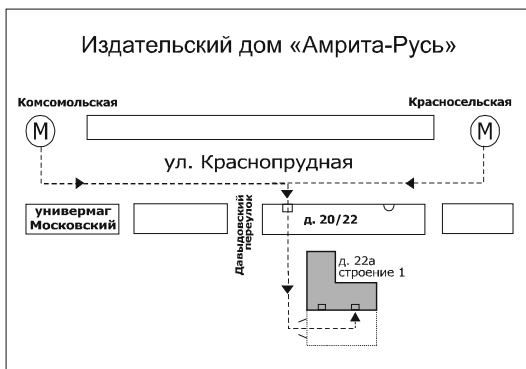 Издательский дом «Амрита-Русь»
Комсомольская
Красносельская
М
М
ул. Краснопрудная
универмаг
Московский
Давыдовский
переулок
д. 20/22
д. 22а
строение 1